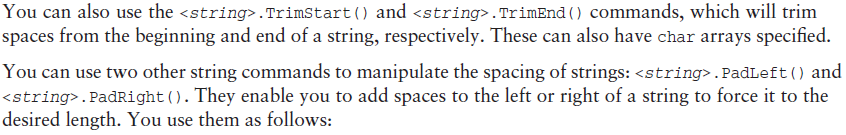 You can also use the <string>.TrimStart() and <string>.TrimEnd() commands, which will trim
spaces from the beginning and end of a string, respectively. These can also have char arrays specified.
You can use two other string commands to manipulate the spacing of strings: <string>.PadLeft() and
<string>.PadRight(). They enable you to add spaces to the left or right of a string to force it to the
desired length. You use them as follows: